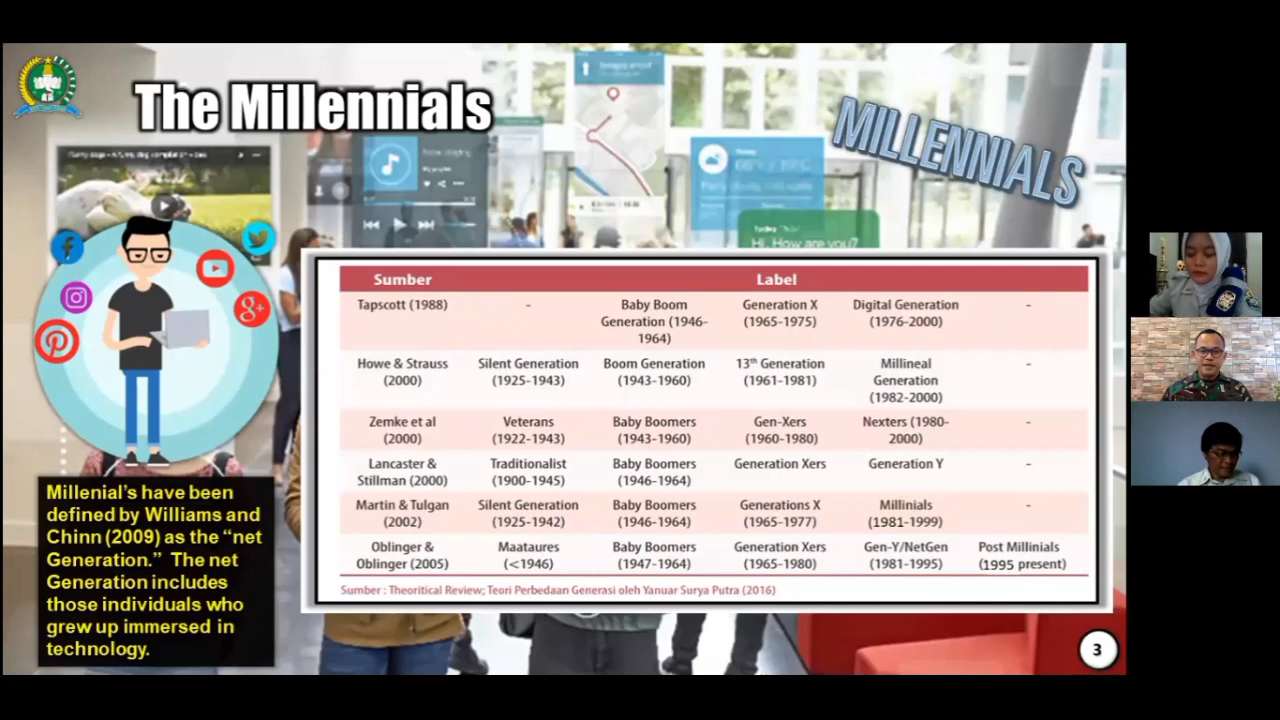 The Millennials
MILLENNIALS
Hi, How are you?
Sumber Label
Tapscott (1988) - Baby Boom Generation (1946-1964) Generation X (1965-1975) Digital Generation (1976-2000) -
Howe & Strauss (2000) Silent Generation (1925-1943) Boom Generation (1943-1960) 13th Generation (1961-1981) Millineal Generation (1982-2000) -
Zemke et al (2000) Veterans (1922-1943) Baby Boomers (1943-1960) Gen-Xers (1960-1980) Nexters (1980-2000) -
Lancaster & Stillman (2000) Traditionalist (1900-1945) Baby Boomers (1946-1964) Generation Xers Generation Y -
Martin & Tulgan (2002) Silent Generation (1925-1942) Baby Boomers (1946-1964) Generations X (1965-1977) Millinials (1981-1999) -
Oblinger & Oblinger (2005) Maataures (<1946) Baby Boomers (1947-1964) Generation Xers (1965-1980) Gen-Y/NetGen (1981-1995) Post Millinials (1995 present)
Sumber : Theoritical Review; Teori Perbedaan Generasi oleh Yanuar Surya Putra (2016)
Millenial's have been
defined by Williams and
Chinn (2009) as the “net
Generation.” The net
Generation includes
those individuals who
grew up immersed in
technology.
3